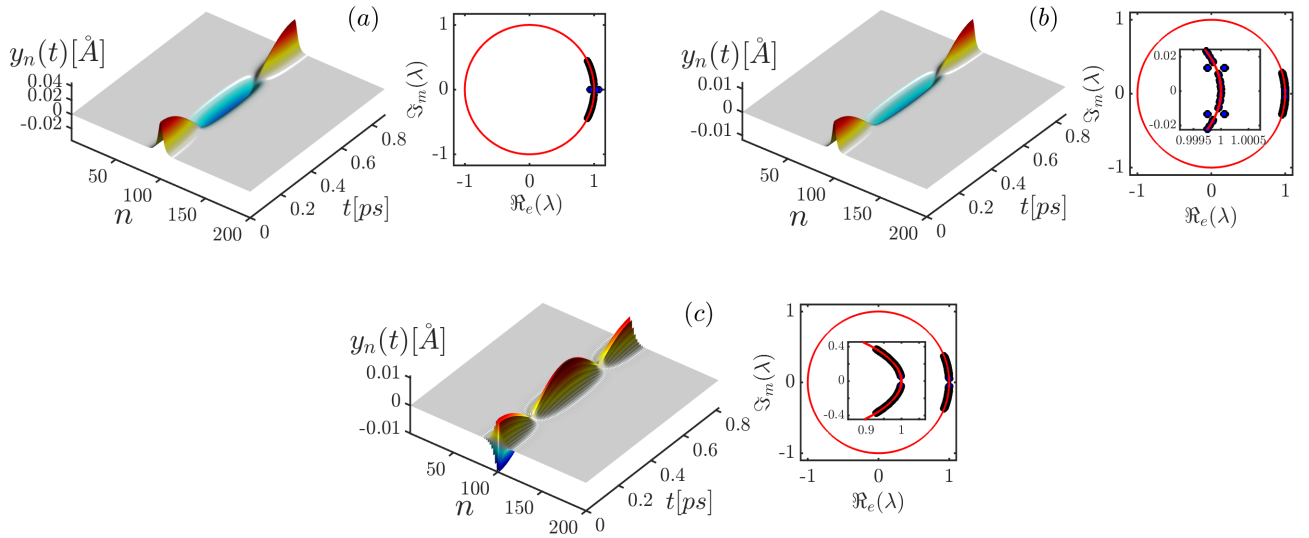 (a)
y_n(t)[Å]
0.04
0.02
0
-0.02
50
100
150
200
n
0
0.2
0.4
0.6
0.8
t[ps]
1
0
-1
ℑ_m(λ)
-1 0 1
ℜ_e(λ)
(b)
y_n(t)[Å]
0.01
0
-0.01
50
100
150
200
n
0
0.2
0.4
0.6
0.8
t[ps]
1
0
-1
ℑ_m(λ)
0.02
0
-0.02
0.9995 1 1.0005
-1 0 1
ℜ_e(λ)
(c)
y_n(t)[Å]
0.01
0
-0.01
50
100
150
200
n
0
0.2
0.4
0.6
0.8
t[ps]
1
0
-1
ℑ_m(λ)
0.4
0
-0.4
0.9 1
-1 0 1
ℜ_e(λ)